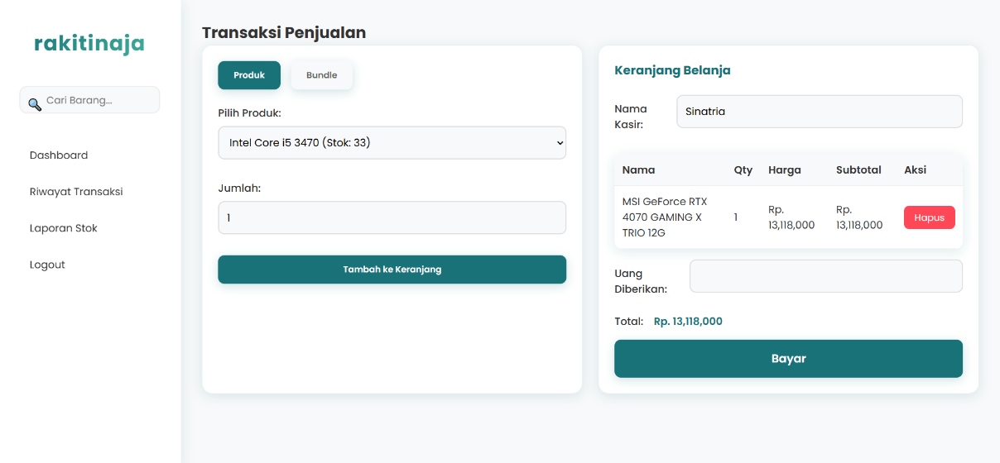 rakitinaja
Cari Barang...
Dashboard
Riwayat Transaksi
Laporan Stok
Logout
Transaksi Penjualan
Produk
Bundle
Pilih Produk:
Intel Core i5 3470 (Stok: 33)
Jumlah:
1
Tambah ke Keranjang
Keranjang Belanja
Nama
Kasir:
Sinatria
Nama Qty Harga Subtotal Aksi
MSI GeForce RTX
4070 GAMING X
TRIO 12G
1
Rp.
13,118,000
Rp.
13,118,000
Hapus
Uang
Diberikan:
Total: Rp. 13,118,000
Bayar